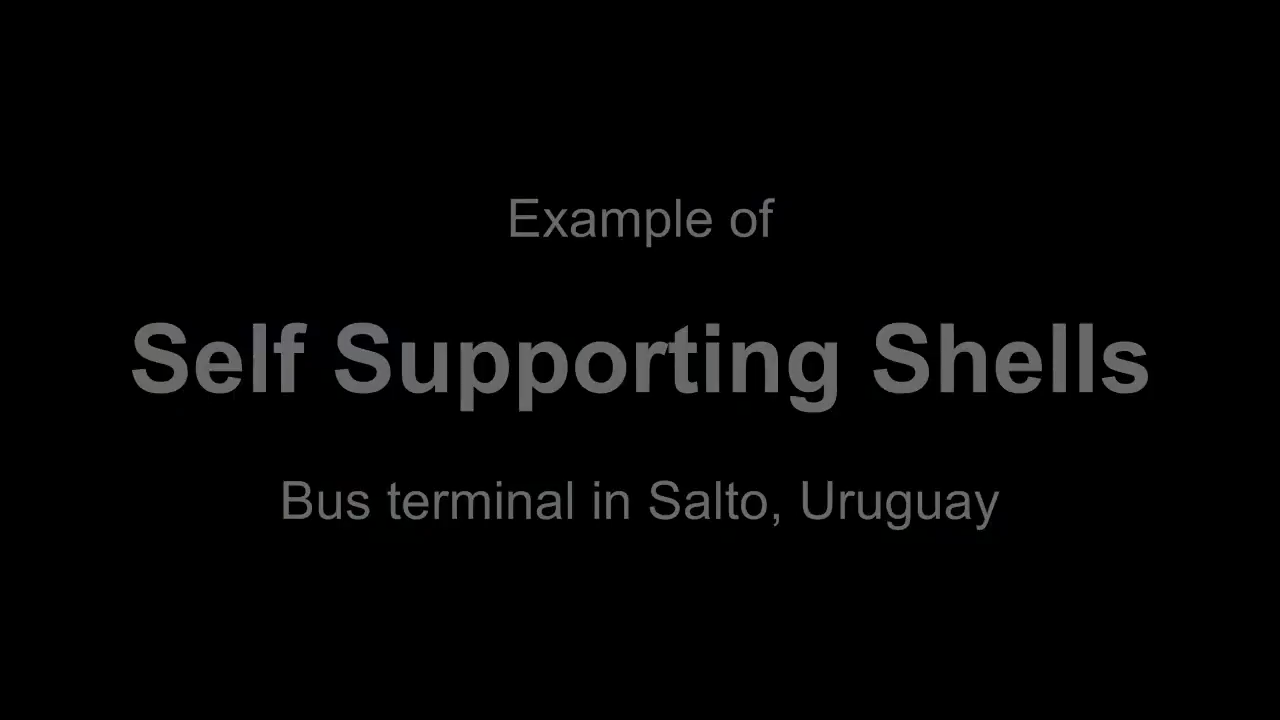 Example of
Self Supporting Shells
Bus terminal in Salto, Uruguay